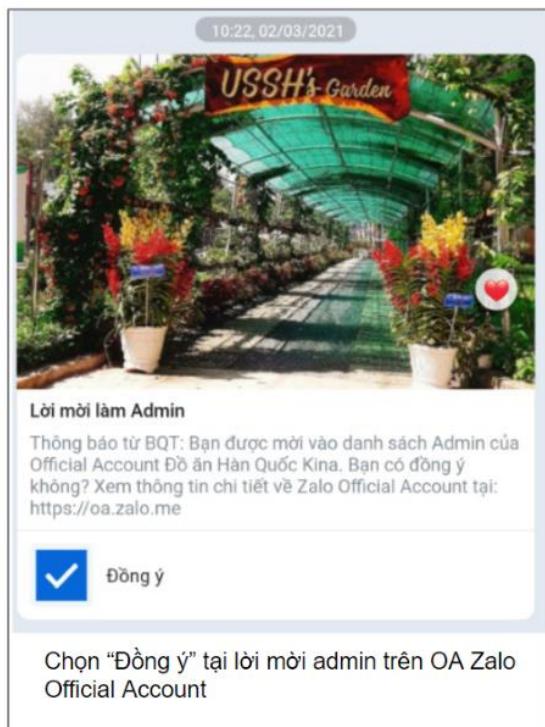 10:22, 02/03/2021
USSH's Garden
Lời mời làm Admin
Thông báo từ BQT: Bạn được mời vào danh sách Admin của
Official Account Đồ ăn Hàn Quốc Kina. Bạn có đồng ý
không? Xem thông tin chi tiết về Zalo Official Account tại:
https://oa.zalo.me
Đồng ý
Chọn “Đồng ý” tại lời mời admin trên OA Zalo
Official Account